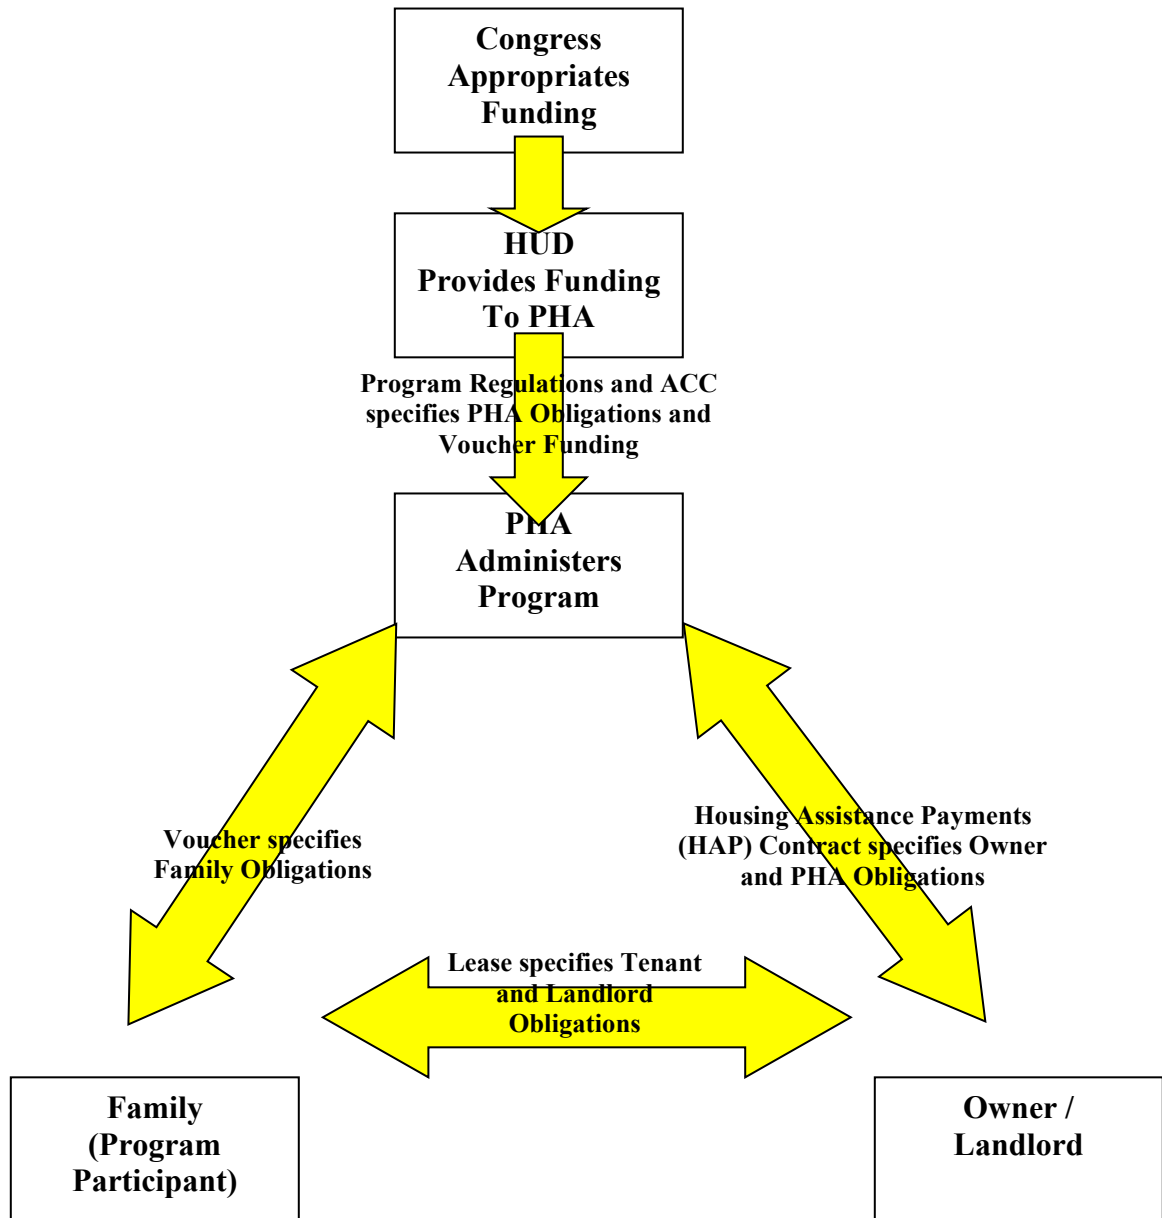 Congress
Appropriates
Funding
HUD
Provides Funding
To PHA
Program Regulations and ACC
specifies PHA Obligations and
Voucher Funding
PHA
Administers
Program
Voucher specifies
Family Obligations
Housing Assistance Payments
(HAP) Contract specifies Owner
and PHA Obligations
Lease specifies Tenant
and Landlord
Obligations
Family
(Program
Participant)
Owner /
Landlord